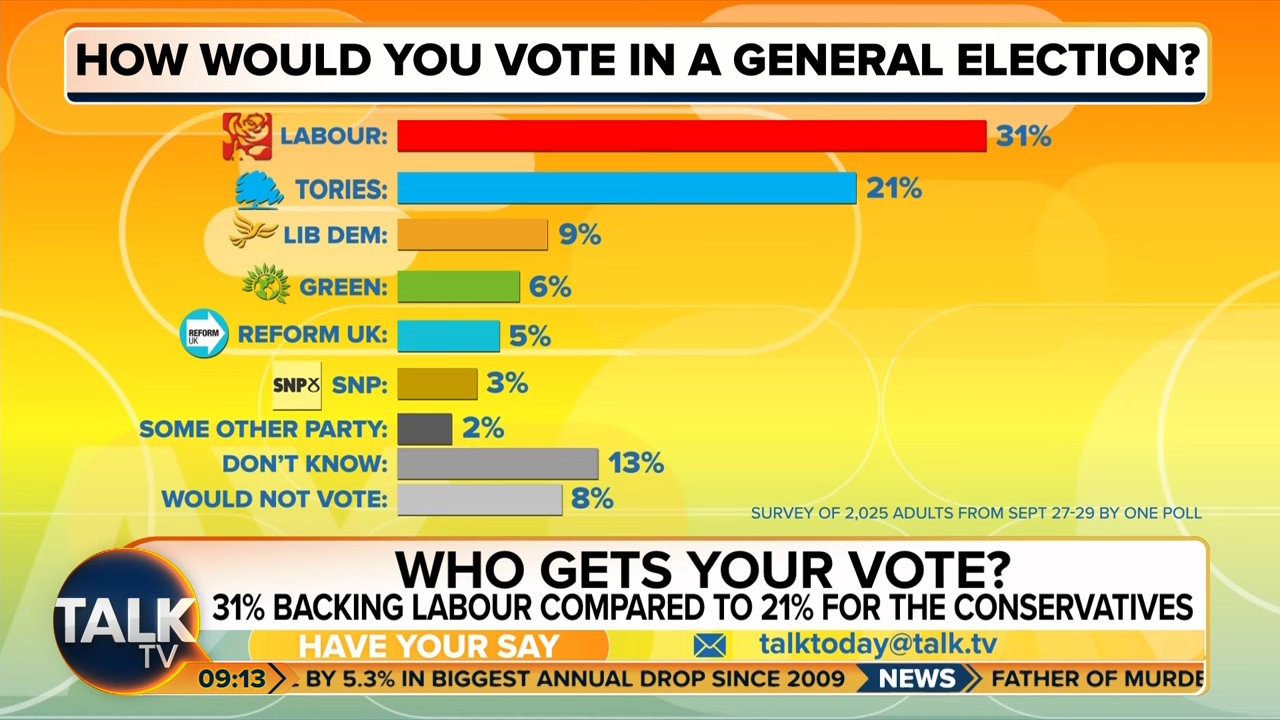 HOW WOULD YOU VOTE IN A GENERAL ELECTION?
LABOUR: 31%
TORIES: 21%
LIB DEM: 9%
GREEN: 6%
REFORM UK REFORM UK: 5%
SNP SNP: 3%
SOME OTHER PARTY: 2%
DON'T KNOW: 13%
WOULD NOT VOTE: 8%
SURVEY OF 2,025 ADULTS FROM SEPT 27-29 BY ONE POLL
WHO GETS YOUR VOTE?
31% BACKING LABOUR COMPARED TO 21% FOR THE CONSERVATIVES
TALK TV
HAVE YOUR SAY talktoday@talk.tv
09:13 BY 5.3% IN BIGGEST ANNUAL DROP SINCE 2009 NEWS FATHER OF MURDE